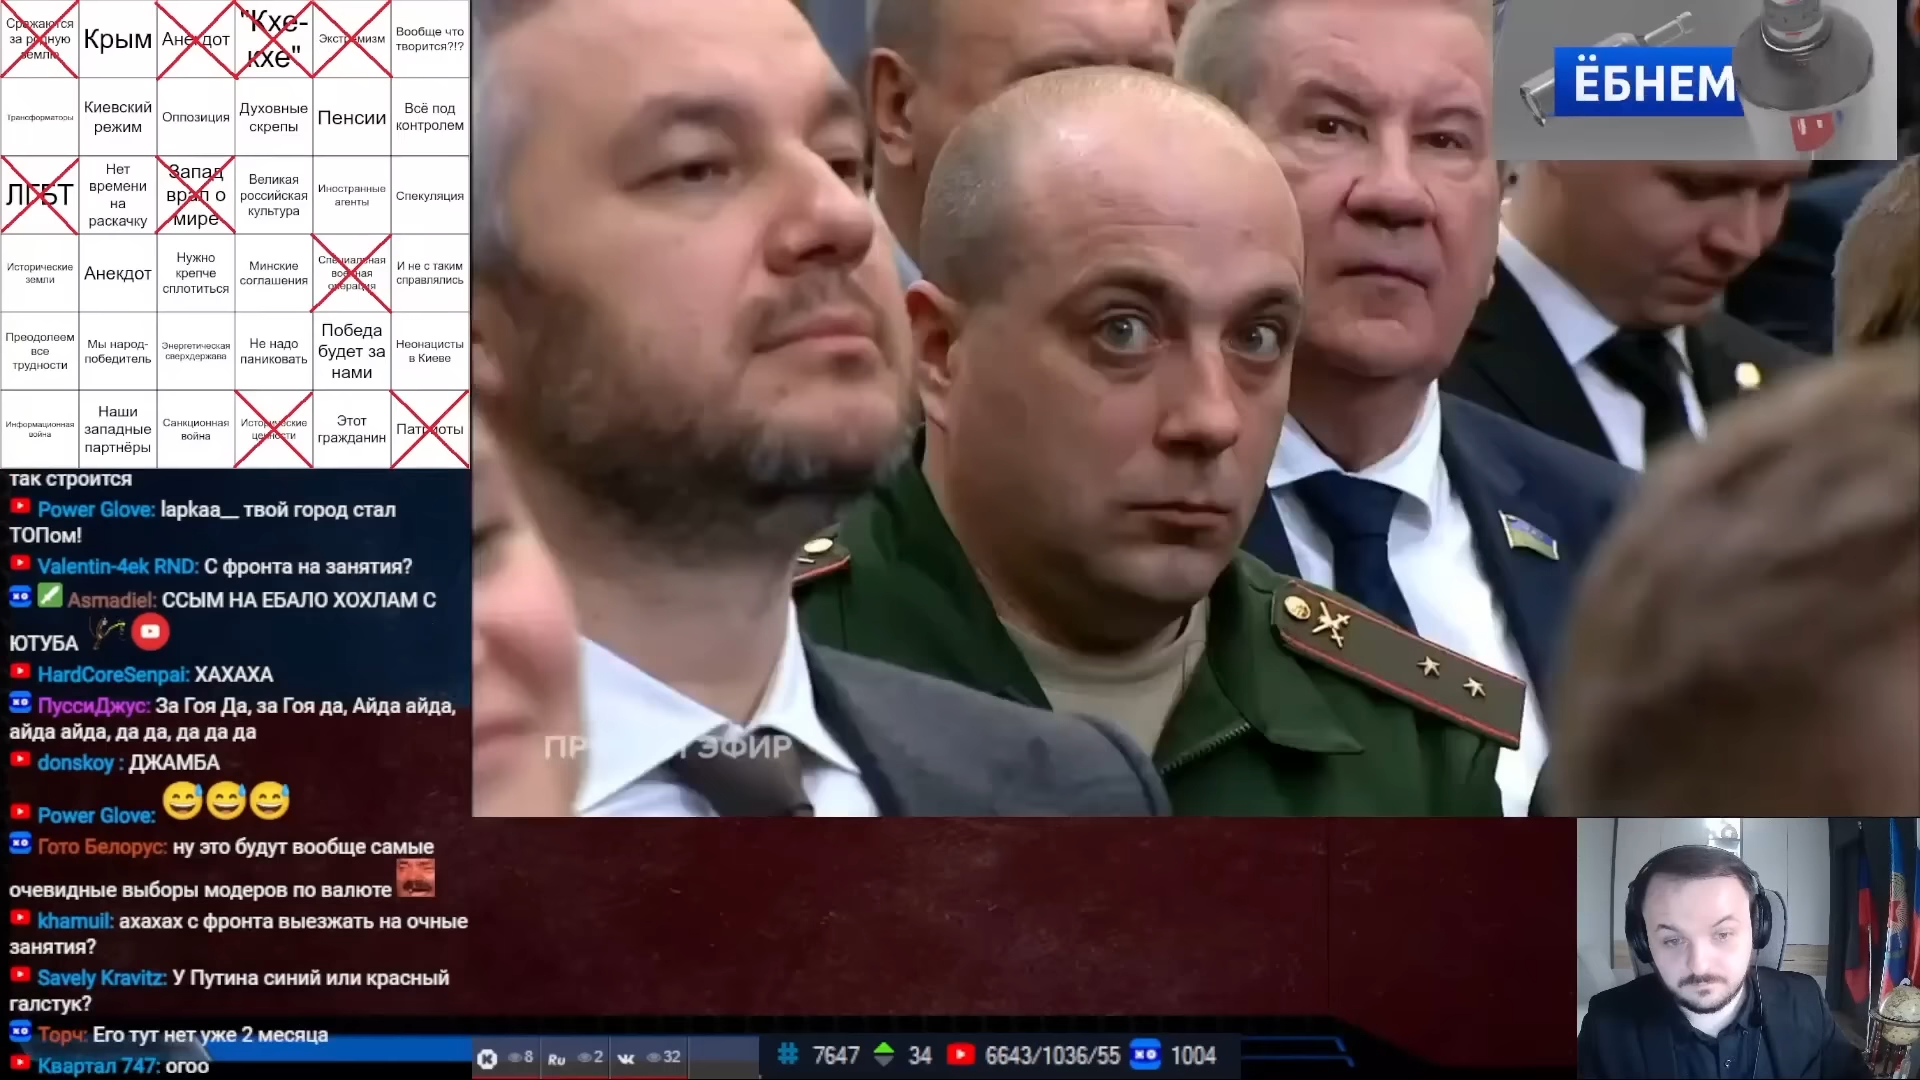 Сражаются
за родную
землю
Крым
Анекдот
"Кхе-
кхе"
Экстремизм
Вообще что
творится?!?
Трансформаторы
Киевский
режим
Оппозиция
Духовные
скрепы
Пенсии
Всё под
контролем
ЛГБТ
Нет
времени
на
раскачку
Запад
врал о
мире
Великая
российская
культура
Иностранные
агенты
Спекуляция
Исторические
земли
Анекдот
Нужно
крепче
сплотиться
Минские
соглашения
Специальная
военная
операция
И не с таким
справлялись
Преодолеем
все
трудности
Мы народ-
победитель
Энергетическая
сверхдержава
Не надо
паниковать
Победа
будет за
нами
Неонацисты
в Киеве
Информационная
война
Наши
западные
партнёры
Санкционная
война
Исторические
ценности
Этот
гражданин
Патриоты
ЁБНЕМ
так строится
Power Glove: lapkaa__ твой город стал
ТОПом!
Valentin-4ek RND: С фронта на занятия?
Asmadiel: ССЫМ НА ЕБАЛО ХОХЛАМ С
ЮТУБА
HardCoreSenpai: ХАХАХА
ПуссиДжус: За Гоя Да, за Гоя да, Айда айда,
айда айда, да да, да да да
donskoy : ДЖАМБА
Power Glove:
Гото Белорус: ну это будут вообще самые
очевидные выборы модеров по валюте
khamuil: ахахах с фронта выезжать на очные
занятия?
Savely Kravitz: У Путина синий или красный
галстук?
Торч: Его тут нет уже 2 месяца
Квартал 747: огоо
ЭФИР
K 8 Ru 2 VK 32
# 7647 34 6643/1036/55 XO 1004